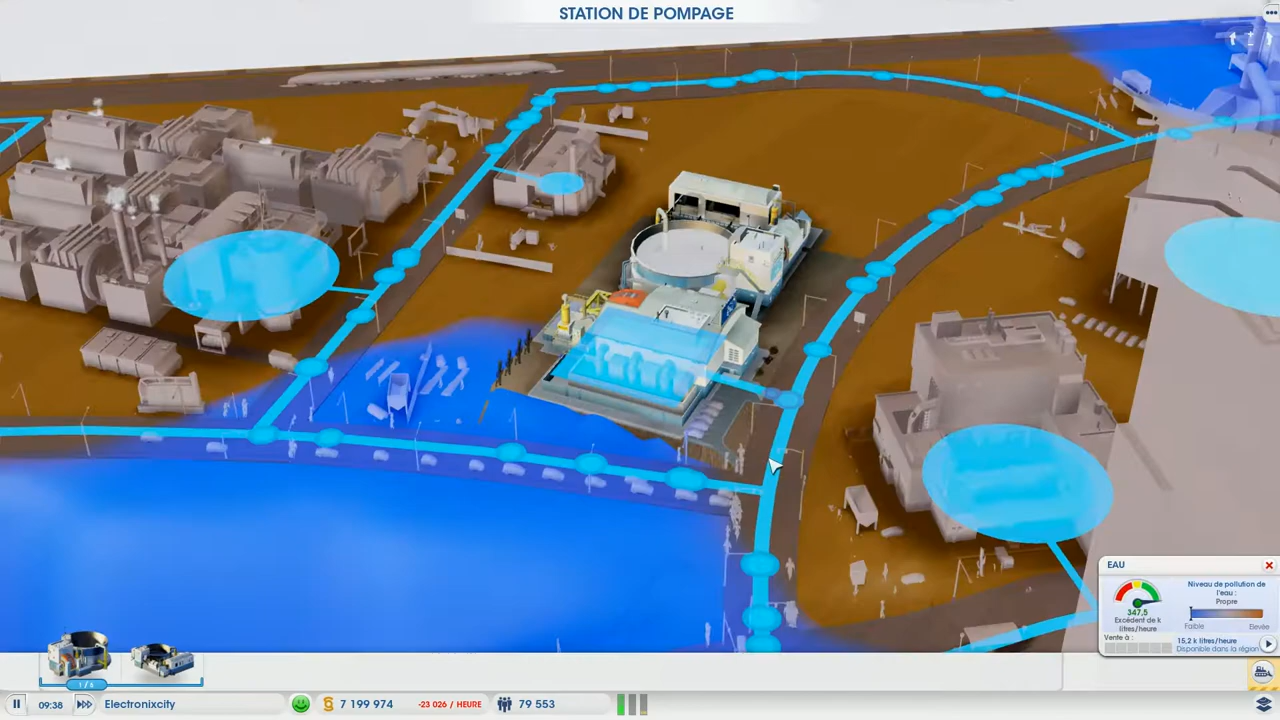 STATION DE POMPAGE
EAU
347,5
Excédent de k
litres/heure
Niveau de pollution de
l'eau :
Propre
Faible
Elevée
Vente à :
15,2 k litres/heure
Disponible dans la région
1 / 6
09:38
Electronixcity
7 199 974
-23 026 / HEURE
79 553